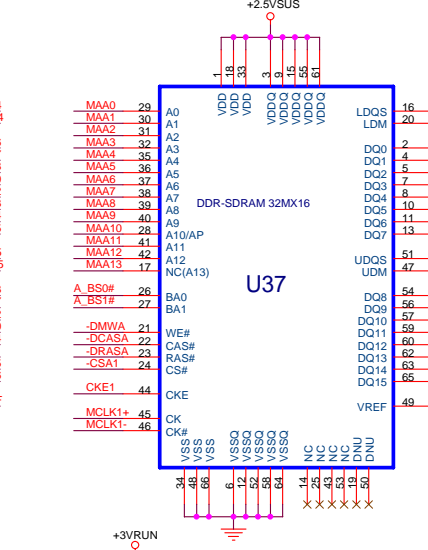 +2.5VSUS
1 18 33 3 9 15 55 61
VDD VDD VDD VDDQ VDDQ VDDQ VDDQ VDDQ
MAA0 29 A0 LDQS 16
MAA1 30 A1 LDM 20
MAA2 31 A2
MAA3 32 A3 DQ0 2
MAA4 35 A4 DQ1 4
MAA5 36 A5 DQ2 5
MAA6 37 A6 DQ3 7
MAA7 38 A7 DQ4 8
MAA8 39 A8 DDR-SDRAM 32MX16 DQ5 10
MAA9 40 A9 DQ6 11
MAA10 28 A10/AP DQ7 13
MAA11 41 A11
MAA12 42 A12 UDQS 51
MAA13 17 NC(A13) UDM 47
U37
A_BS0# 26 BA0 DQ8 54
A_BS1# 27 BA1 DQ9 56
DQ10 57
-DMWA 21 WE# DQ11 59
-DCASA 22 CAS# DQ12 60
-DRASA 23 RAS# DQ13 62
-CSA1 24 CS# DQ14 63
DQ15 65
CKE1 44 CKE
VREF 49
MCLK1+ 45 CK
MCLK1- 46 CK#
VSS VSS VSS VSSQ VSSQ VSSQ VSSQ VSSQ NC NC NC NC DNU DNU
34 48 66 6 12 52 58 64 14 25 43 53 19 50
+3VRUN